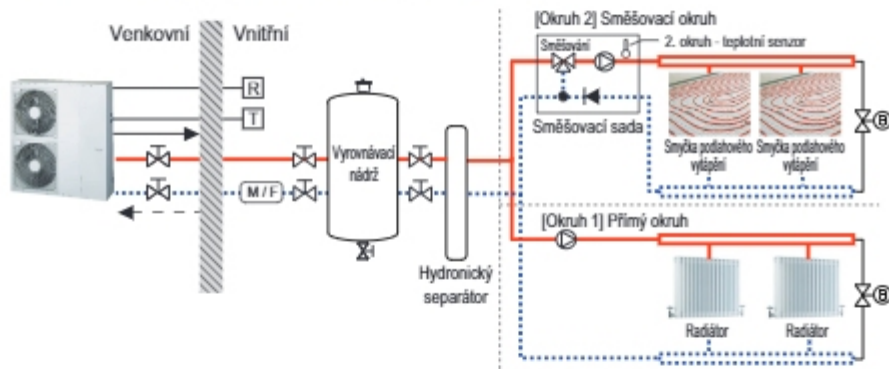 Venkovní
Vnitřní
R
T
M / F
Vyrovnávací
nádrž
Hydronický
separátor
[Okruh 2] Směšovací okruh
Směšování
2. okruh - teplotní senzor
Směšovací sada
Smyčka podlahového
vytápění
Smyčka podlahového
vytápění
B
[Okruh 1] Přímý okruh
Radiátor
Radiátor
B